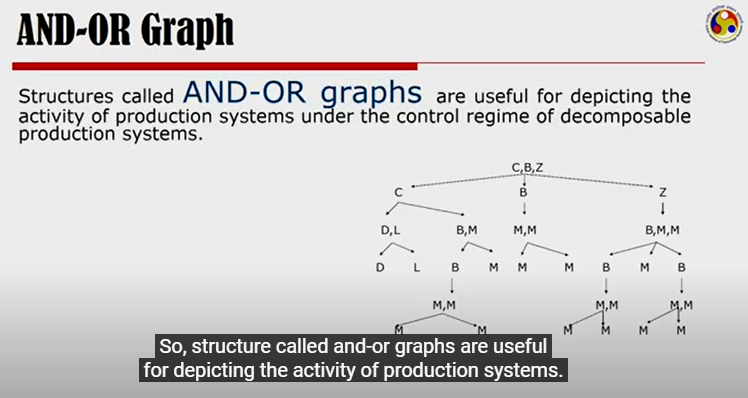 AND-OR Graph
Structures called AND-OR graphs are useful for depicting the
activity of production systems under the control regime of decomposable
production systems.
C,B,Z
C B Z
D,L B,M M,M B,M,M
D L B M M M B M B
M,M M,M M,M
M M M M M M
So, structure called and-or graphs are useful
for depicting the activity of production systems.